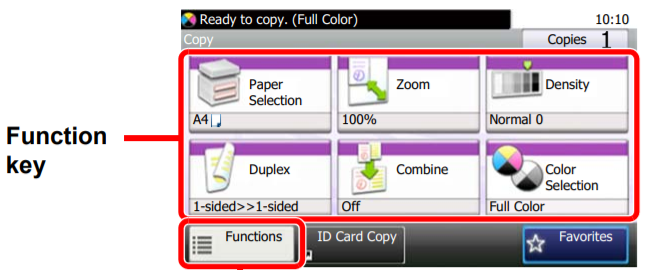 Ready to copy. (Full Color)
10:10
Copy
Copies 1
Function
key
Paper
Selection
A4
Zoom
100%
Density
Normal 0
Duplex
1-sided>>1-sided
Combine
Off
Color
Selection
Full Color
Functions
ID Card Copy
Favorites